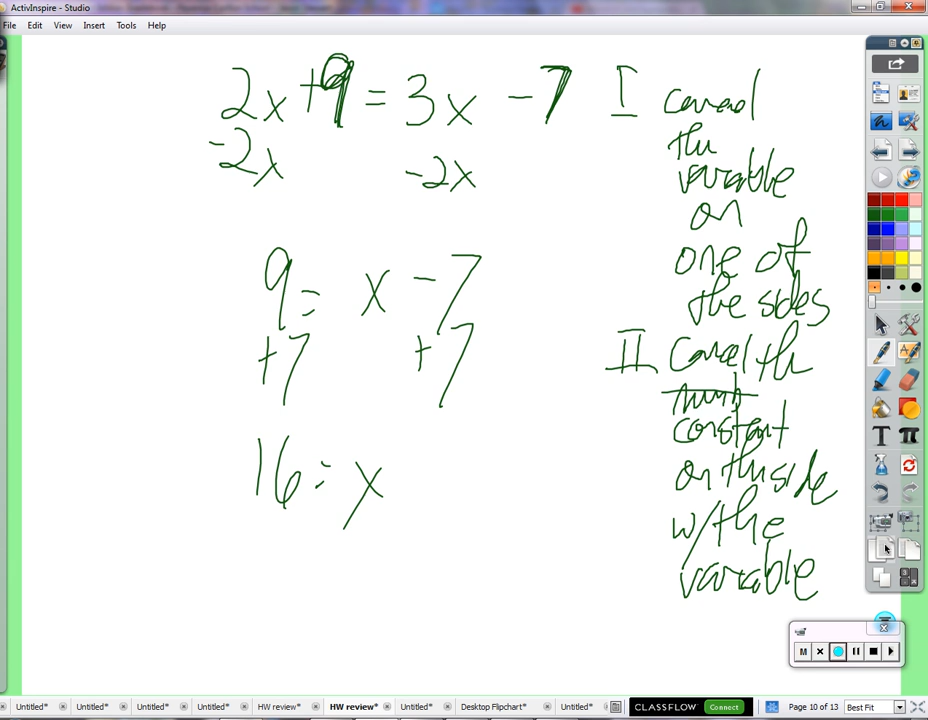 ActivInspire - Studio
File Edit View Insert Tools Help
2x +9 = 3x - 7
-2x -2x
9 = x - 7
+7 +7
16 = x
I cancel
the
variable
on
one of
the sides
II Cancel th
constant
on the side
w/the
variable
M
Untitled* Untitled* Untitled* Untitled* HW review* HW review* Untitled* Desktop Flipchart* Untitled* CLASSFLOW Connect Page 10 of 13 Best Fit